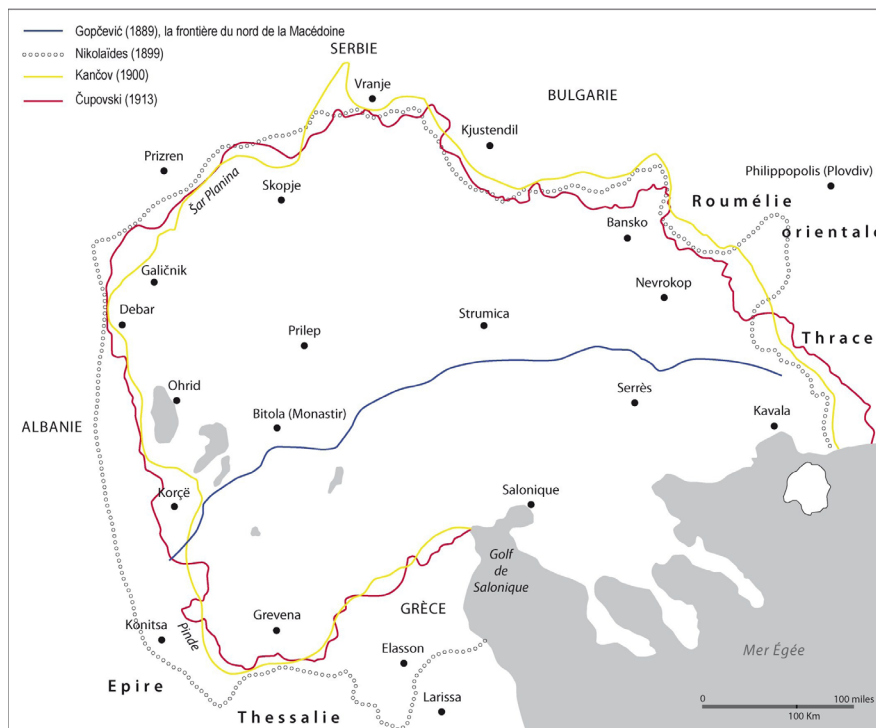 Gopčević (1889), la frontière du nord de la Macédoine
Nikolaïdes (1899)
Kančov (1900)
Čupovski (1913)
SERBIE
Vranje
BULGARIE
Kjustendil
Prizren
Philippopolis (Plovdiv)
Šar Planina
Skopje
Roumélie
orientale
Bansko
Galičnik
Nevrokop
Debar
Strumica
Prilep
Thrace
Ohrid
Serrès
ALBANIE
Bitola (Monastir)
Kavala
Korçë
Salonique
Golf
de
Salonique
GRÈCE
Grevena
Konitsa
Pinde
Elasson
Mer Égée
Epire
Larissa
Thessalie
0
100 miles
100 Km